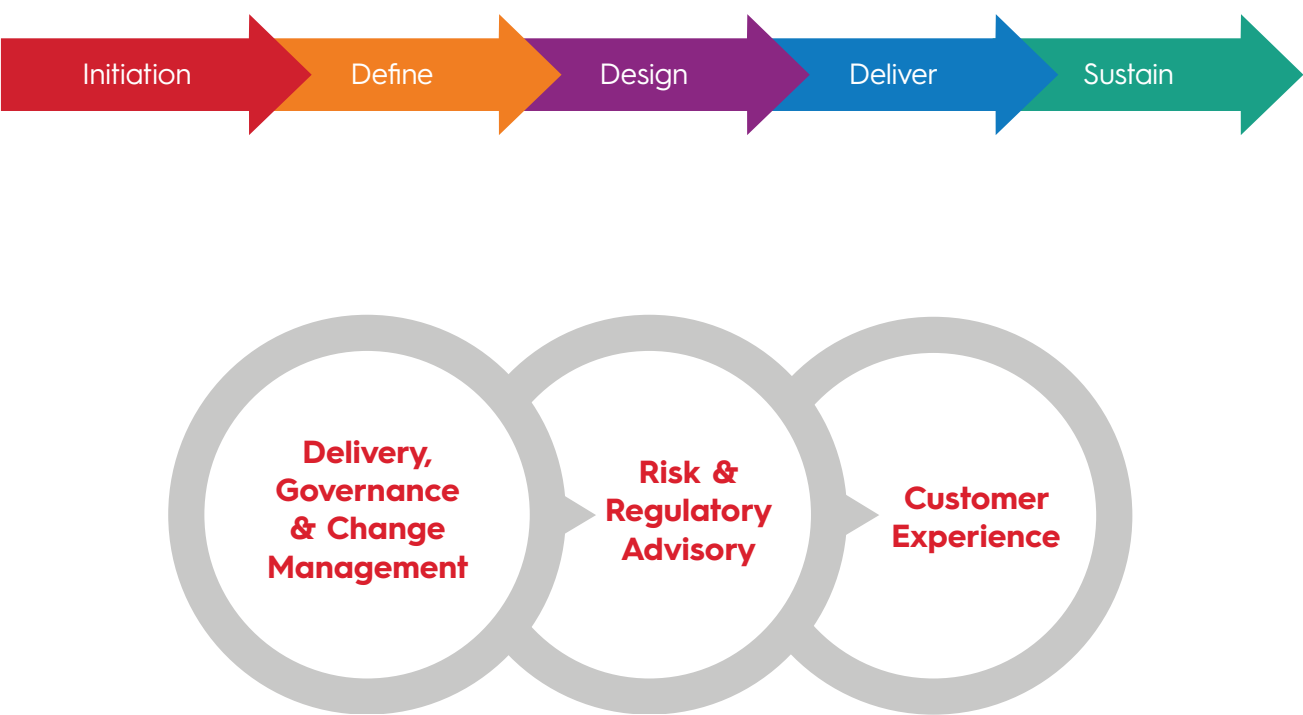 Initiation
Define
Design
Deliver
Sustain
Delivery,
Governance
& Change
Management
Risk &
Regulatory
Advisory
Customer
Experience